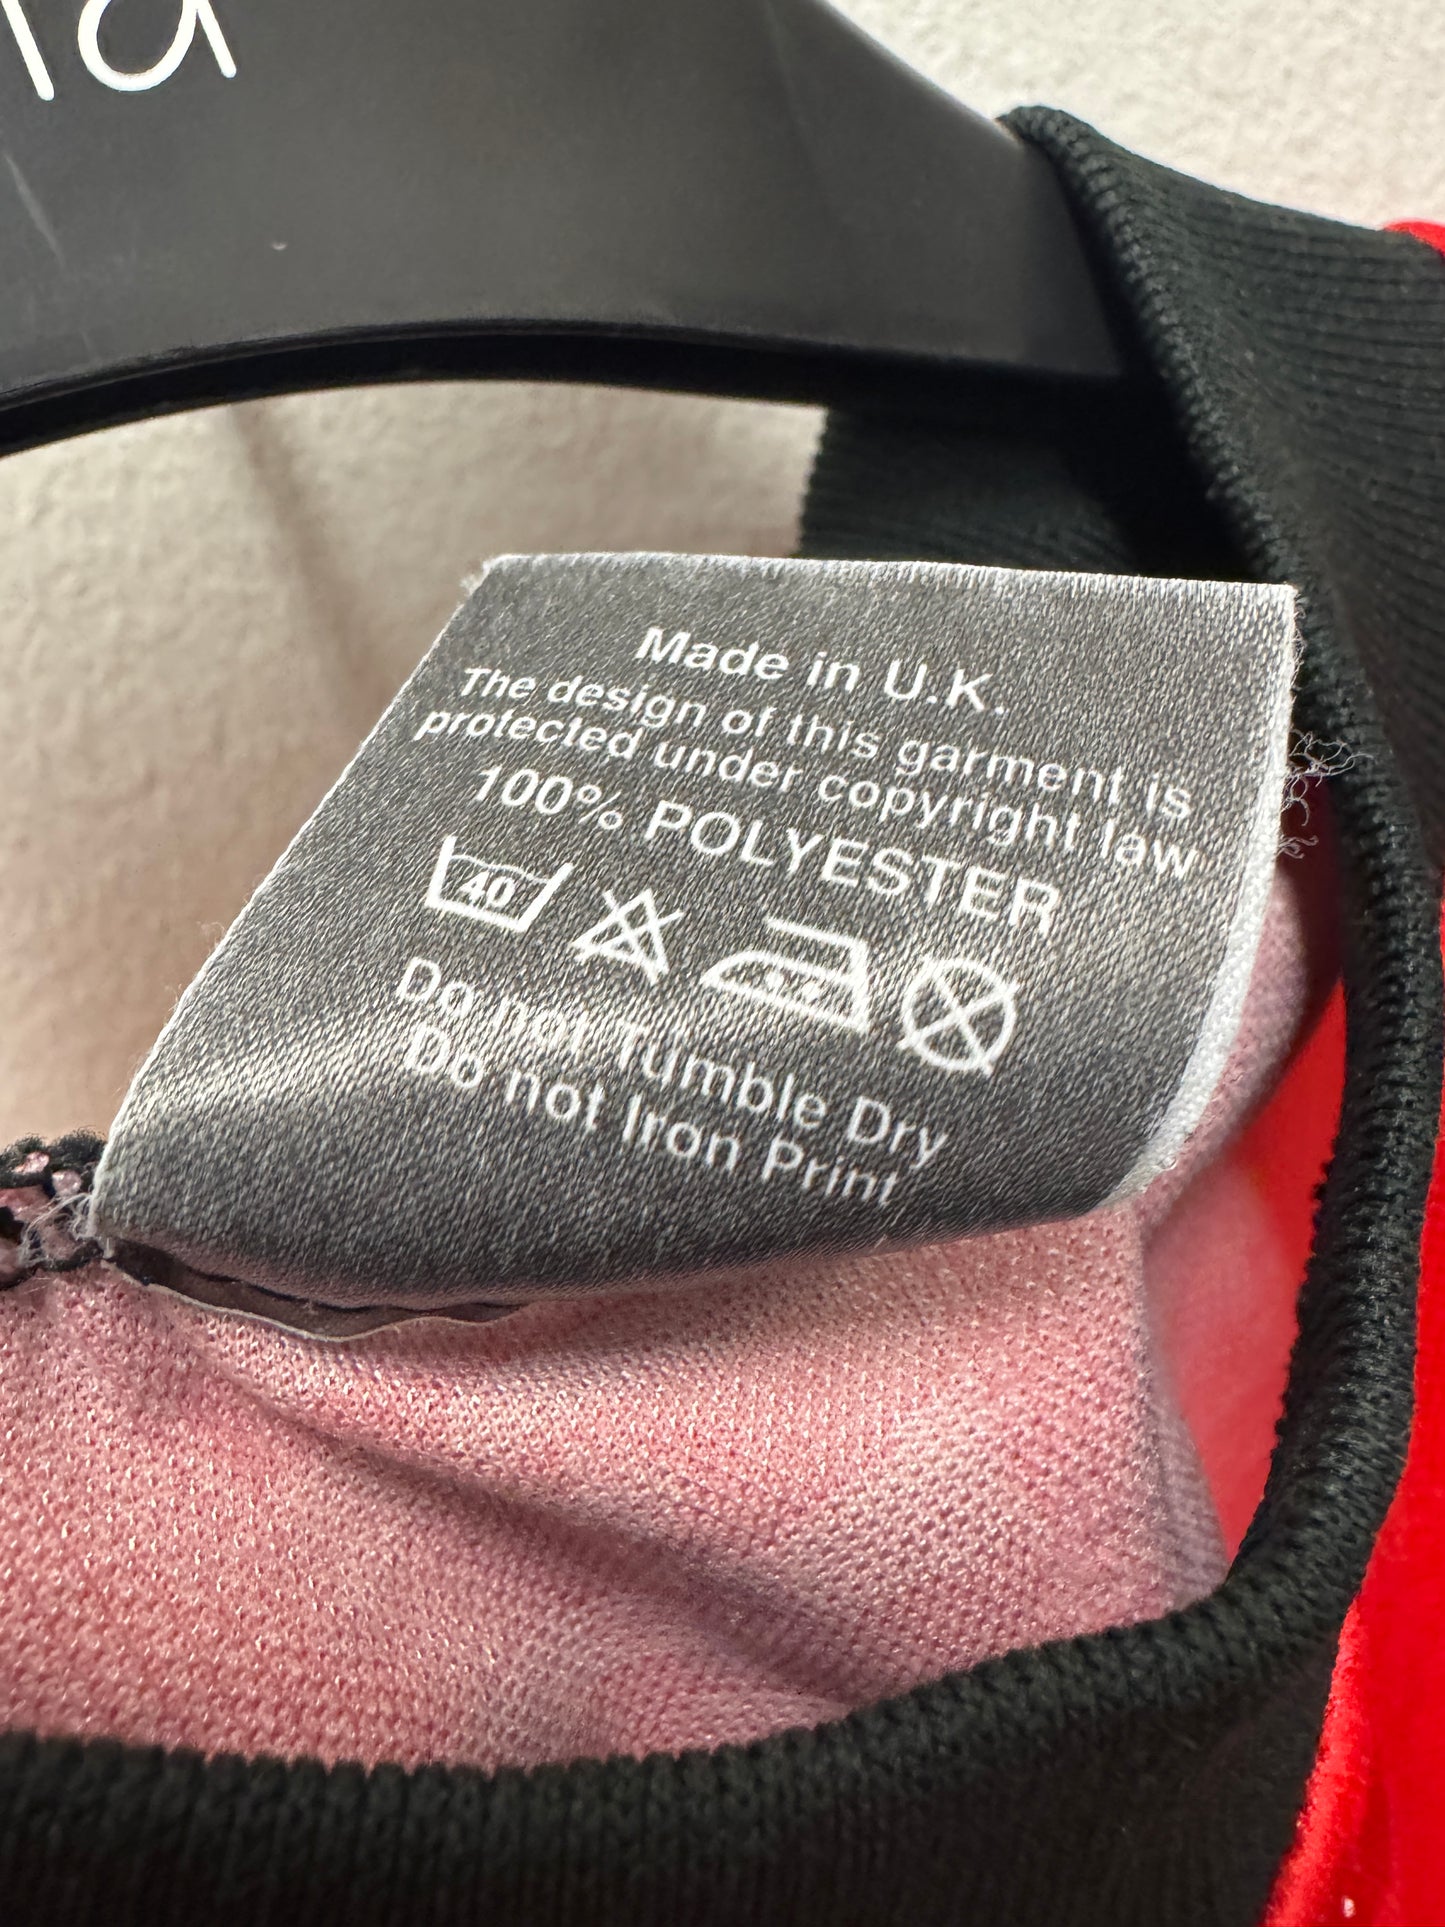 Made in U.K.
The design of this garment is
protected under copyright law
100% POLYESTER
40
Do not Tumble Dry
Do not Iron Print